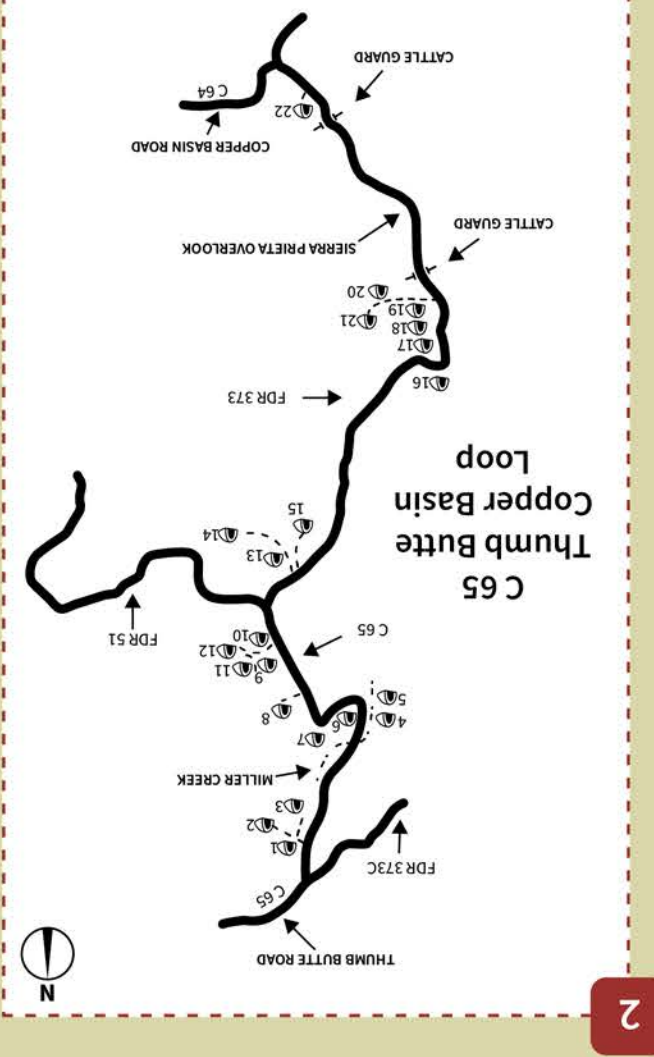 2
N
THUMB BUTTE ROAD
C 65
FDR 373C
1
2
3
MILLER CREEK
7
4
6
8
5
9
11
12
10
FDR 51
C 65
C 65
Thumb Butte
Copper Basin
Loop
13
14
15
FDR 373
16
17
18
21
19
20
SIERRA PRIETA OVERLOOK
CATTLE GUARD
COPPER BASIN ROAD
22
C 64
CATTLE GUARD